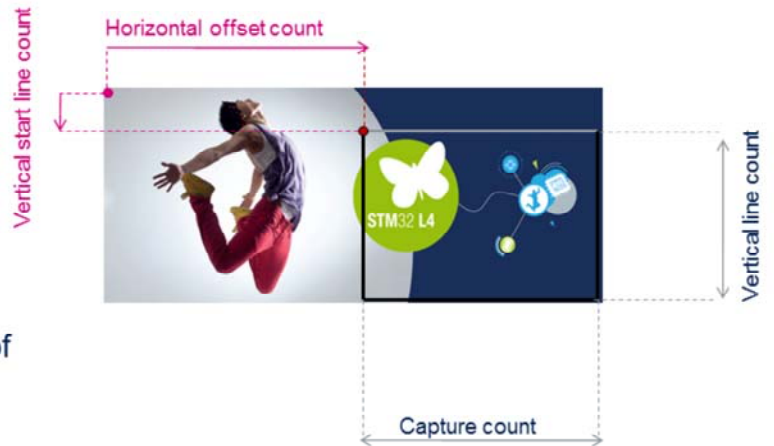 Horizontal offset count
Vertical start line count
STM32 L4
Vertical line count
of
Capture count